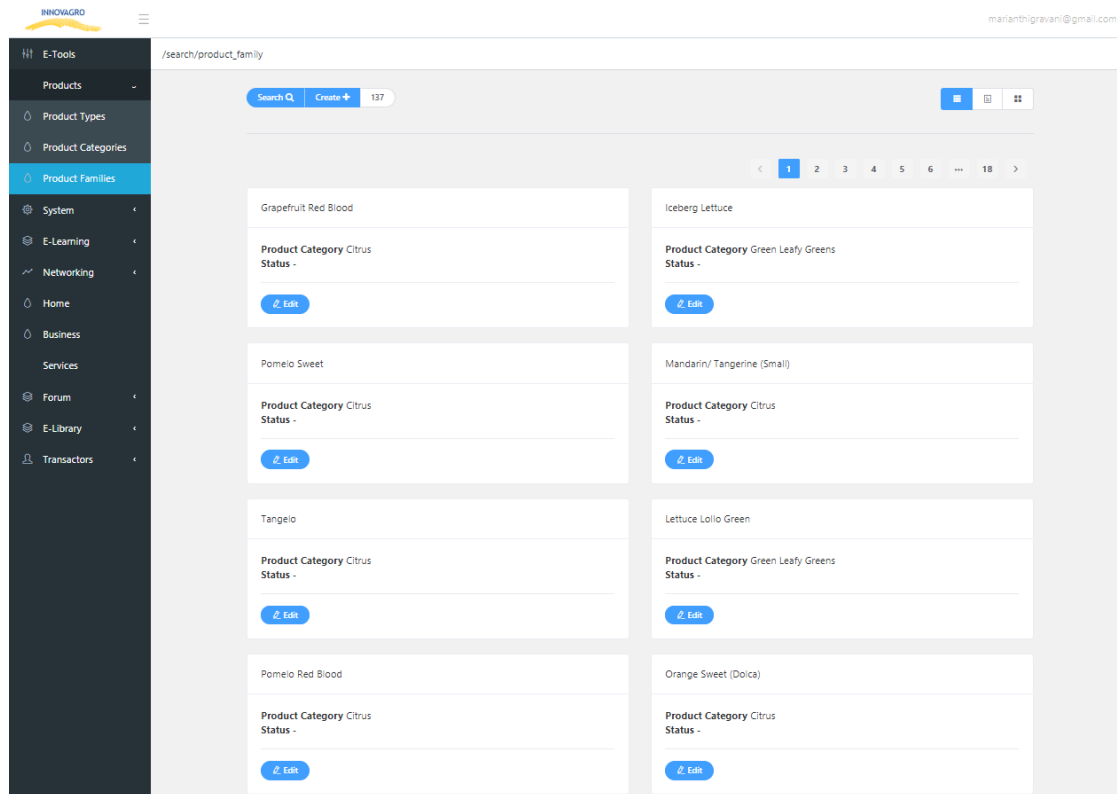 INNOVAGRO
marianthigravani@gmail.com
E-Tools
/search/product_family
Products
Product Types
Product Categories
Product Families
System
E-Learning
Networking
Home
Business
Services
Forum
E-Library
Transactors
Search Create + 137
< 1 2 3 4 5 6 ... 18 >
Grapefruit Red Blood
Product Category Citrus
Status -
Edit
Iceberg Lettuce
Product Category Green Leafy Greens
Status -
Edit
Pomelo Sweet
Product Category Citrus
Status -
Edit
Mandarin/ Tangerine (Small)
Product Category Citrus
Status -
Edit
Tangelo
Product Category Citrus
Status -
Edit
Lettuce Lollo Green
Product Category Green Leafy Greens
Status -
Edit
Pomelo Red Blood
Product Category Citrus
Status -
Edit
Orange Sweet (Dolca)
Product Category Citrus
Status -
Edit